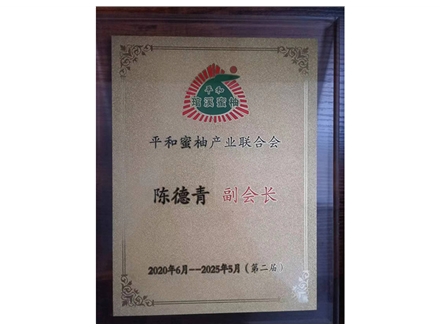 平和
琯溪蜜柚
平和蜜柚产业联合会
陈德青 副会长
2020年6月--2025年5月(第二届)